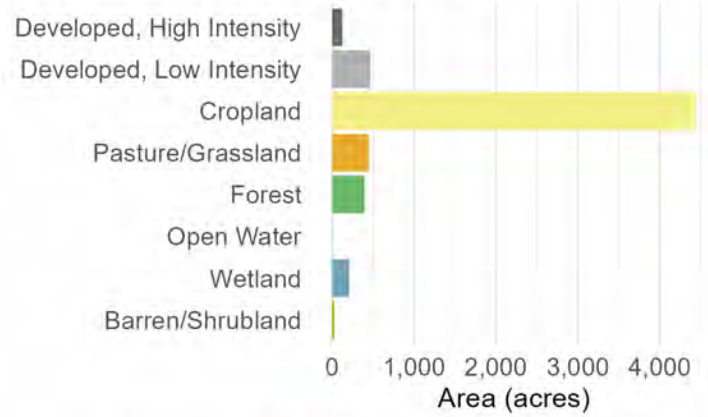 Developed, High Intensity
Developed, Low Intensity
Cropland
Pasture/Grassland
Forest
Open Water
Wetland
Barren/Shrubland
0 1,000 2,000 3,000 4,000
Area (acres)